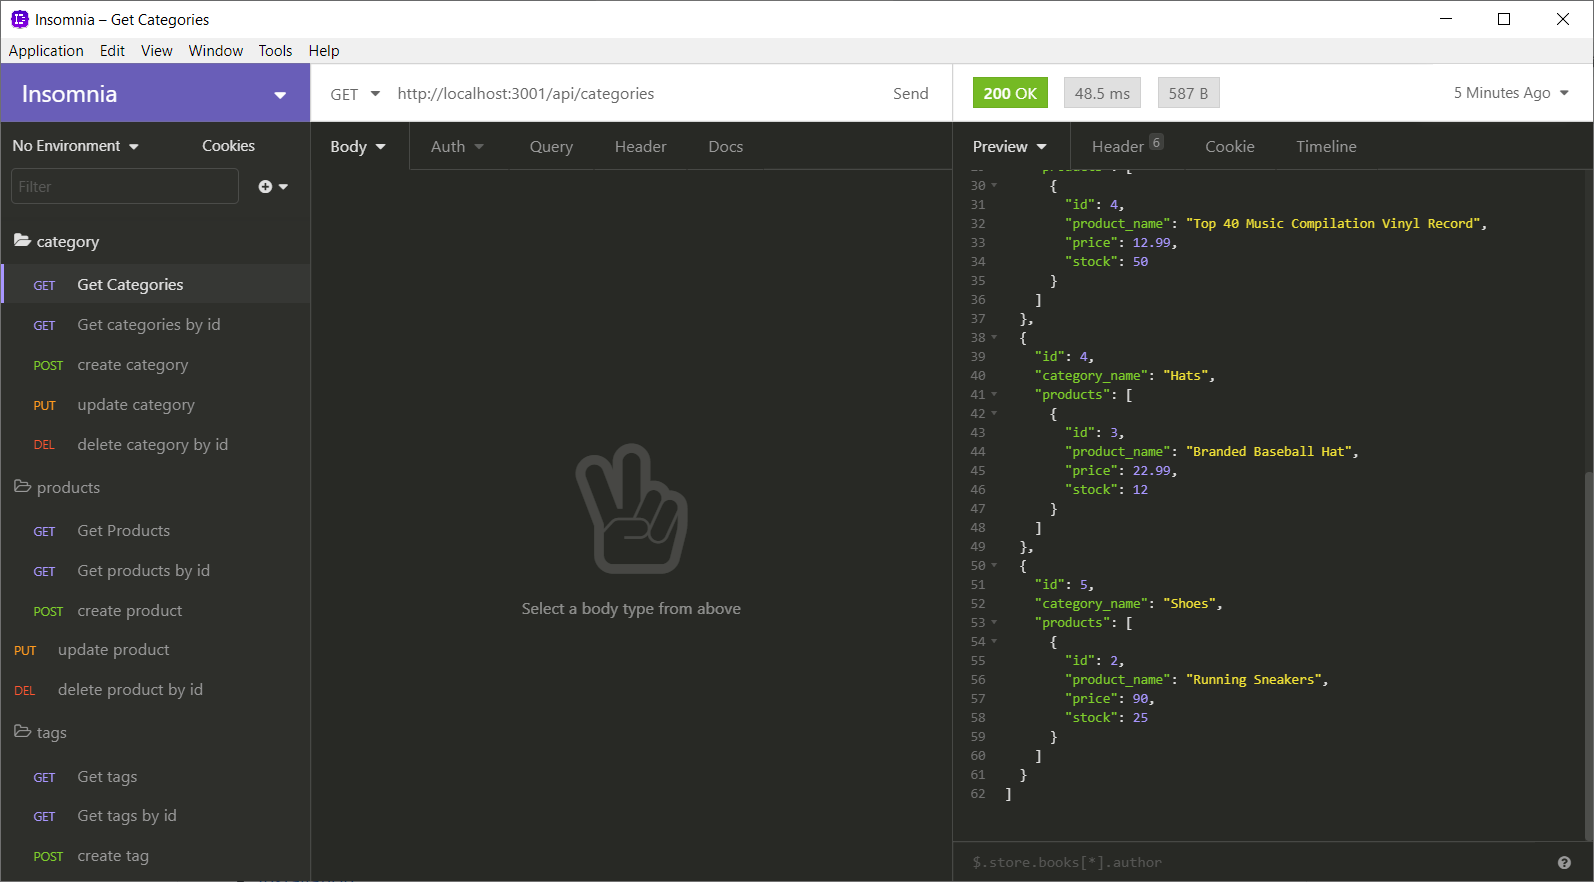 Insomnia – Get Categories
Application Edit View Window Tools Help
Insomnia
GET http://localhost:3001/api/categories Send
200 OK 48.5 ms 587 B 5 Minutes Ago
No Environment Cookies
Body Auth Query Header Docs
Preview Header 6 Cookie Timeline
Filter
category
GET Get Categories
GET Get categories by id
POST create category
PUT update category
DEL delete category by id
products
GET Get Products
GET Get products by id
POST create product
PUT update product
DEL delete product by id
tags
GET Get tags
GET Get tags by id
POST create tag
Select a body type from above
30 {
31 "id": 4,
32 "product_name": "Top 40 Music Compilation Vinyl Record",
33 "price": 12.99,
34 "stock": 50
35 }
36 ]
37 },
38 {
39 "id": 4,
40 "category_name": "Hats",
41 "products": [
42 {
43 "id": 3,
44 "product_name": "Branded Baseball Hat",
45 "price": 22.99,
46 "stock": 12
47 }
48 ]
49 },
50 {
51 "id": 5,
52 "category_name": "Shoes",
53 "products": [
54 {
55 "id": 2,
56 "product_name": "Running Sneakers",
57 "price": 90,
58 "stock": 25
59 }
60 ]
61 }
62 ]
$.store.books[*].author